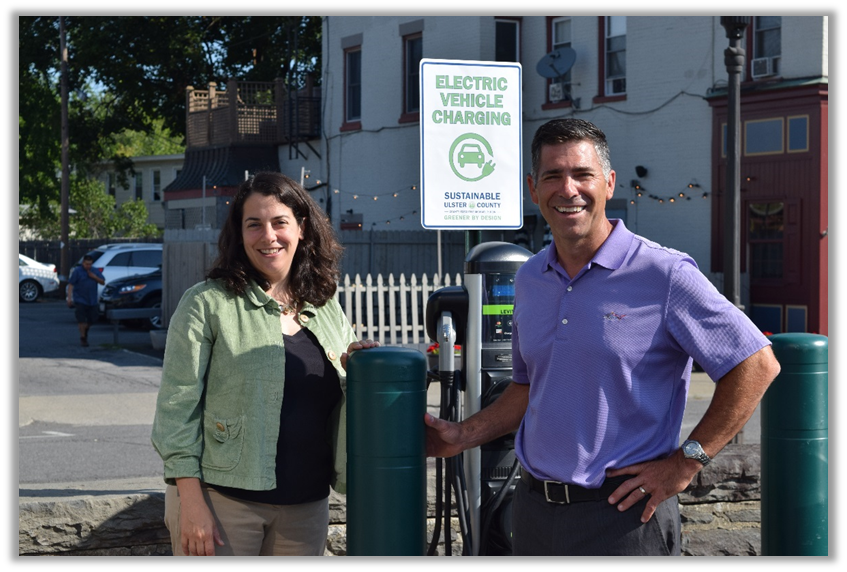 ELECTRIC
VEHICLE
CHARGING
SUSTAINABLE
ULSTER COUNTY
GREENER BY DESIGN